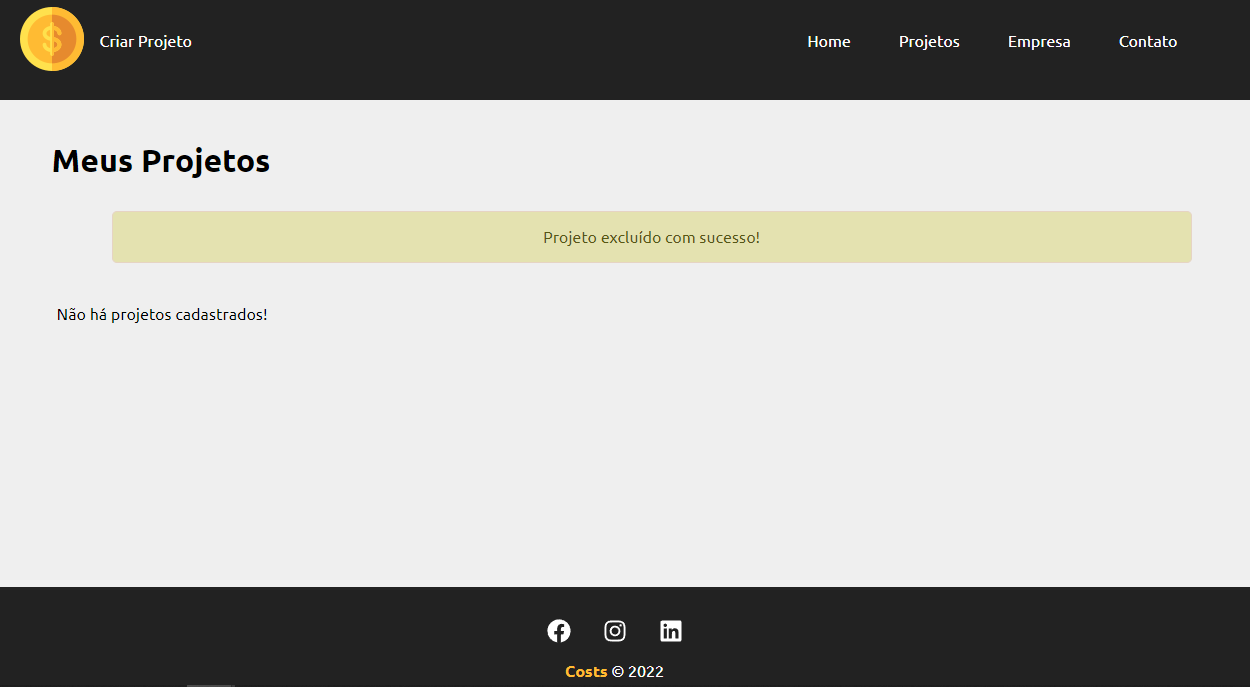 $ Criar Projeto Home Projetos Empresa Contato
Meus Projetos
Projeto excluído com sucesso!
Não há projetos cadastrados!
Costs © 2022